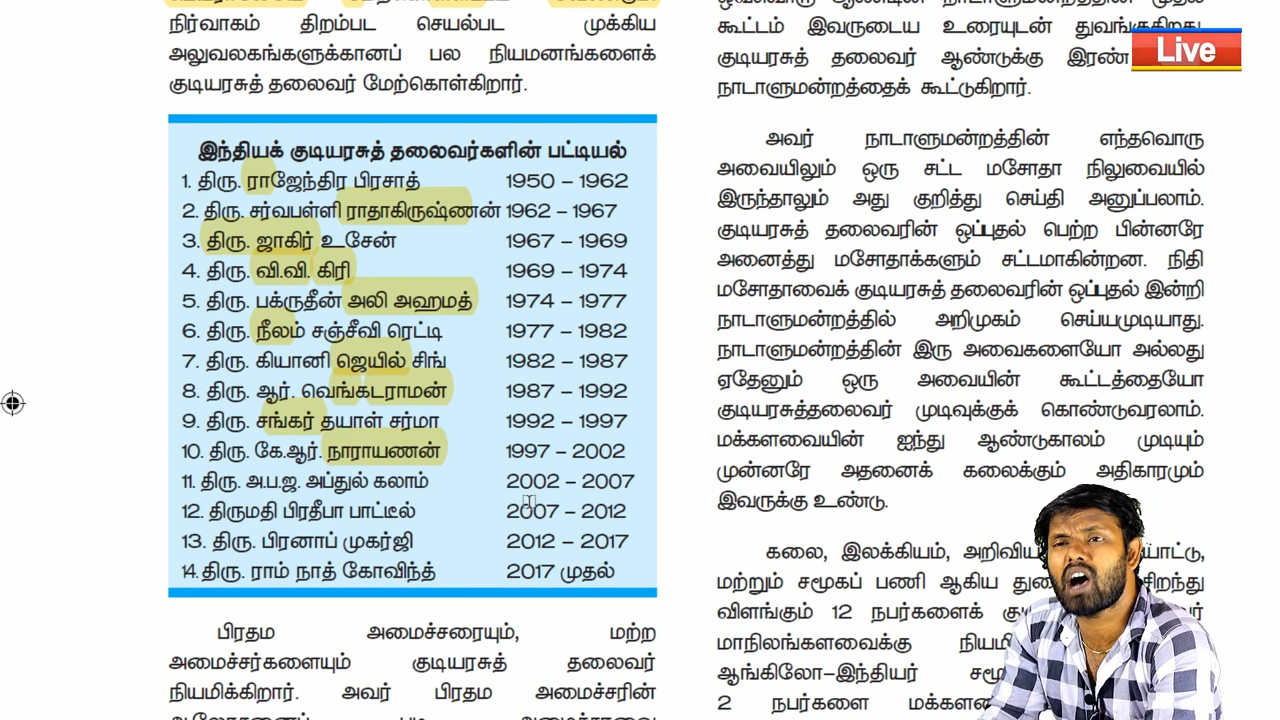 நிர்வாகம் திறம்பட செயல்பட முக்கிய
அலுவலகங்களுக்கானப் பல நியமனங்களைக்
குடியரசுத் தலைவர் மேற்கொள்கிறார்.
இந்தியக் குடியரசுத் தலைவர்களின் பட்டியல்
1. திரு. ராஜேந்திர பிரசாத் 1950 – 1962
2. திரு. சர்வபள்ளி ராதாகிருஷ்ணன் 1962 – 1967
3. திரு. ஜாகிர் உசேன் 1967 – 1969
4. திரு. வி.வி. கிரி 1969 – 1974
5. திரு. பக்ருதீன் அலி அஹமத் 1974 – 1977
6. திரு. நீலம் சஞ்சீவி ரெட்டி 1977 – 1982
7. திரு. கியானி ஜெயில் சிங் 1982 – 1987
8. திரு. ஆர். வெங்கடராமன் 1987 – 1992
9. திரு. சங்கர் தயாள் சர்மா 1992 – 1997
10. திரு. கே.ஆர். நாராயணன் 1997 – 2002
11. திரு. அ.ப.ஜ. அப்துல் கலாம் 2002 – 2007
12. திருமதி பிரதீபா பாட்டீல் 2007 – 2012
13. திரு. பிரனாப் முகர்ஜி 2012 – 2017
14. திரு. ராம் நாத் கோவிந்த் 2017 முதல்
பிரதம அமைச்சரையும், மற்ற
அமைச்சர்களையும் குடியரசுத் தலைவர்
நியமிக்கிறார். அவர் பிரதம அமைச்சரின்
கூட்டம் இவருடைய உரையுடன் துவங்குகிறது.
குடியரசுத் தலைவர் ஆண்டுக்கு
நாடாளுமன்றத்தைக் கூட்டுகிறார்.
அவர் நாடாளுமன்றத்தின் எந்தவொரு
அவையிலும் ஒரு சட்ட மசோதா நிலுவையில்
இருந்தாலும் அது குறித்து செய்தி அனுப்பலாம்.
குடியரசுத் தலைவரின் ஒப்புதல் பெற்ற பின்னரே
அனைத்து மசோதாக்களும் சட்டமாகின்றன. நிதி
மசோதாவைக் குடியரசுத் தலைவரின் ஒப்புதல் இன்றி
நாடாளுமன்றத்தில் அறிமுகம் செய்யமுடியாது.
நாடாளுமன்றத்தின் இரு அவைகளையோ அல்லது
ஏதேனும் ஒரு அவையின் கூட்டத்தையோ
குடியரசுத்தலைவர் முடிவுக்குக் கொண்டுவரலாம்.
மக்களவையின் ஐந்து ஆண்டுகாலம் முடியும்
முன்னரே அதனைக் கலைக்கும் அதிகாரமும்
இவருக்கு உண்டு.
கலை, இலக்கியம்,
மற்றும் சமூகப் பணி ஆகிய சிறந்து
விளங்கும் 12 நபர்களைக்
மாநிலங்களவைக்கு
ஆங்கிலோ–இந்தியர்
2 நபர்களை
Live